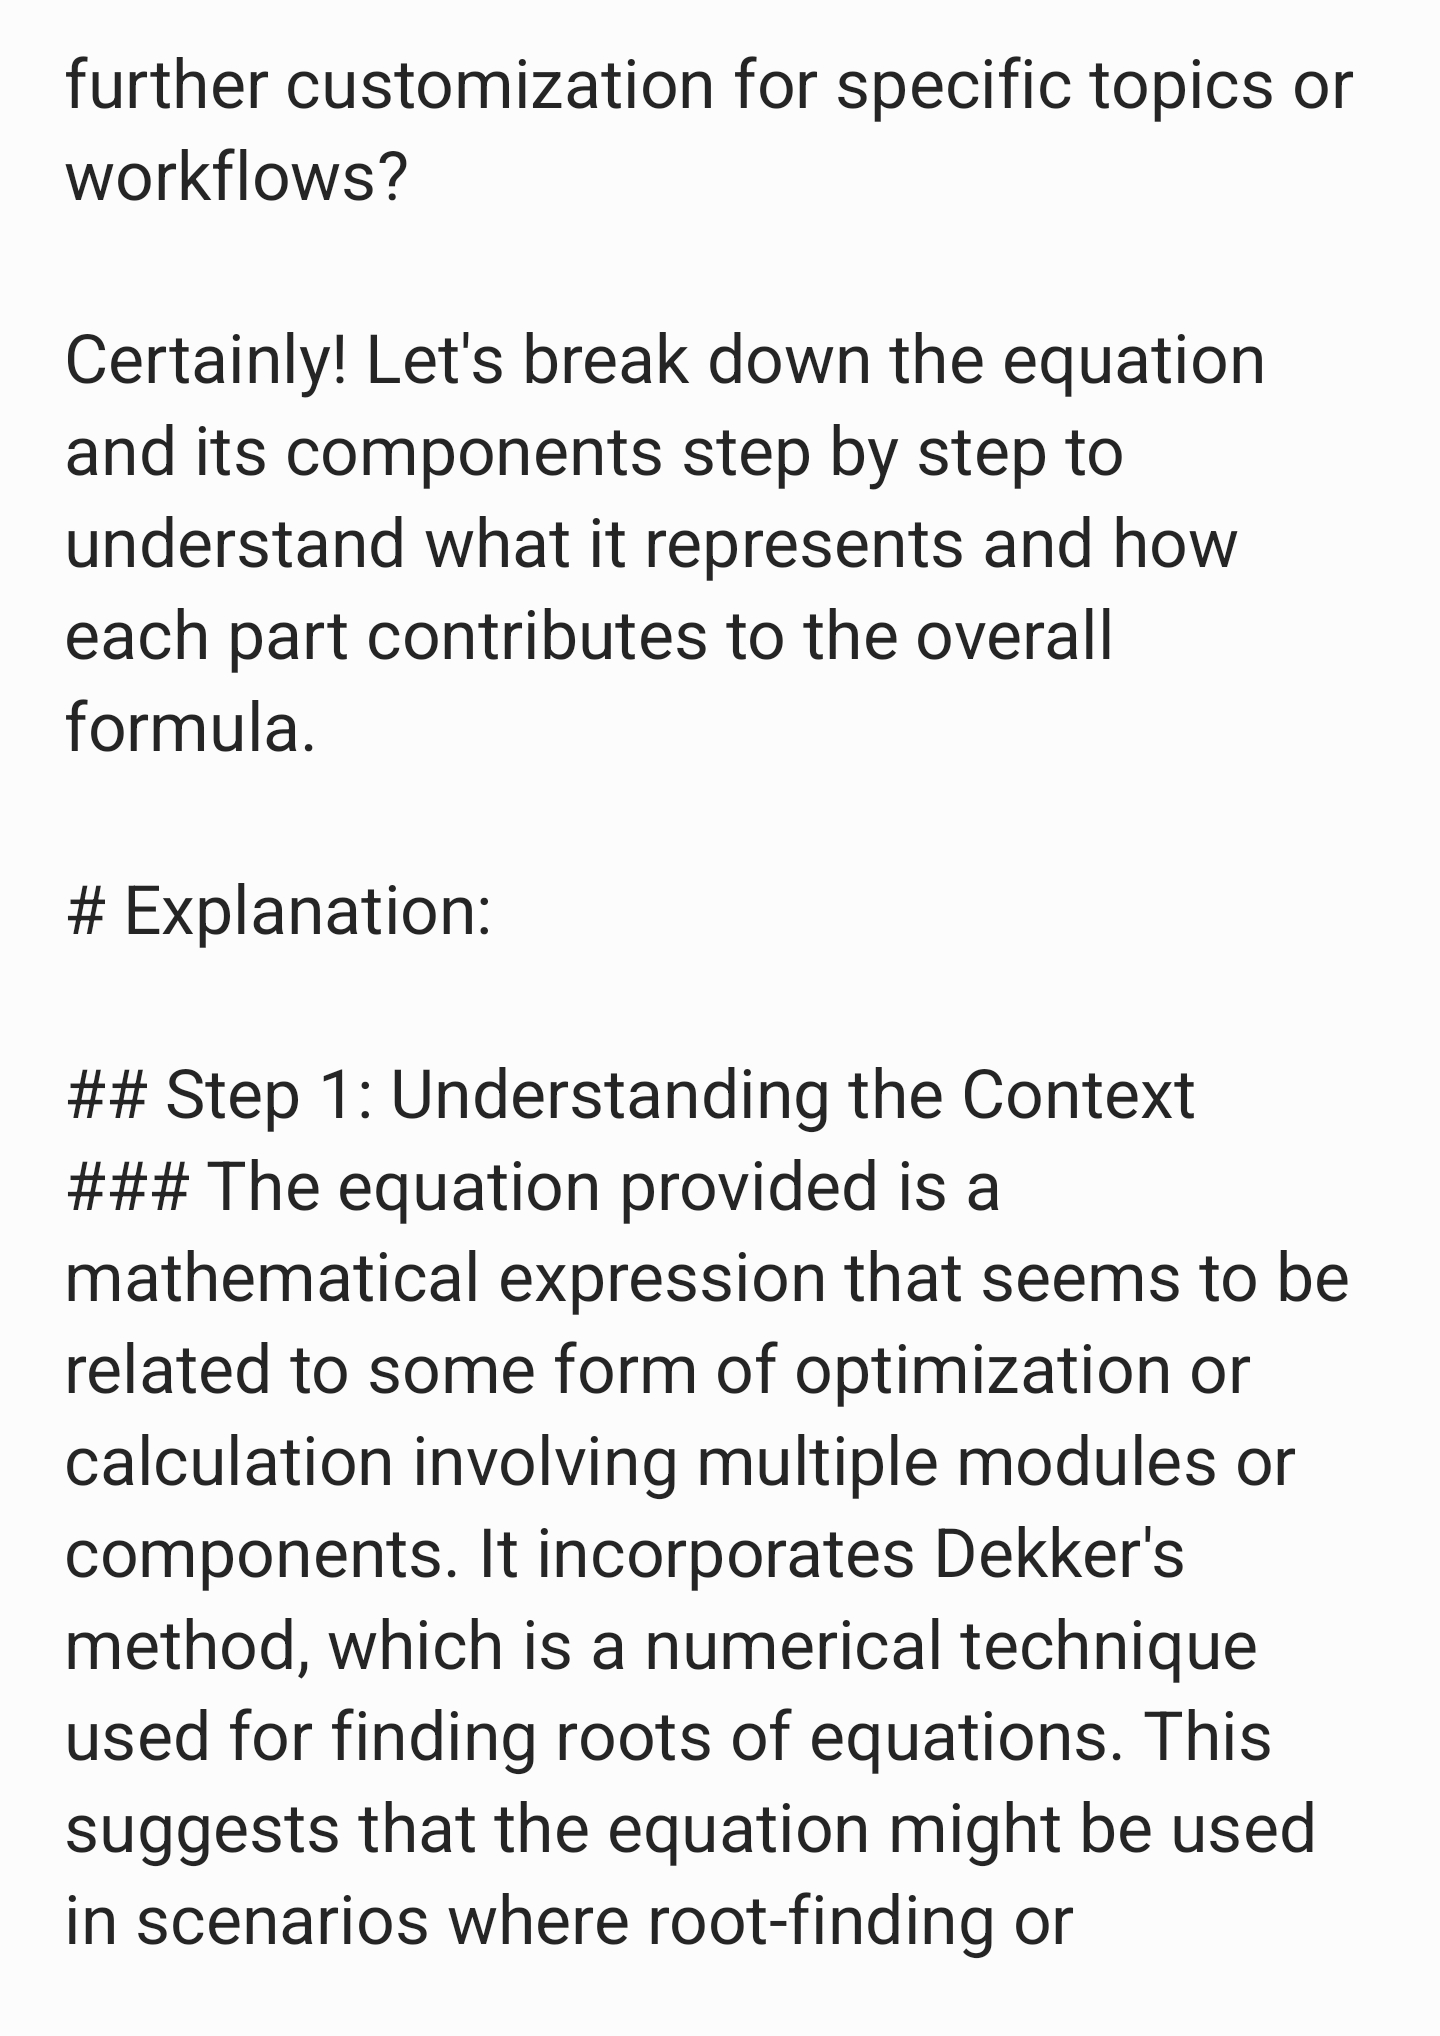 further customization for specific topics or
workflows?
Certainly! Let's break down the equation
and its components step by step to
understand what it represents and how
each part contributes to the overall
formula.
# Explanation:
## Step 1: Understanding the Context
### The equation provided is a
mathematical expression that seems to be
related to some form of optimization or
calculation involving multiple modules or
components. It incorporates Dekker's
method, which is a numerical technique
used for finding roots of equations. This
suggests that the equation might be used
in scenarios where root-finding or